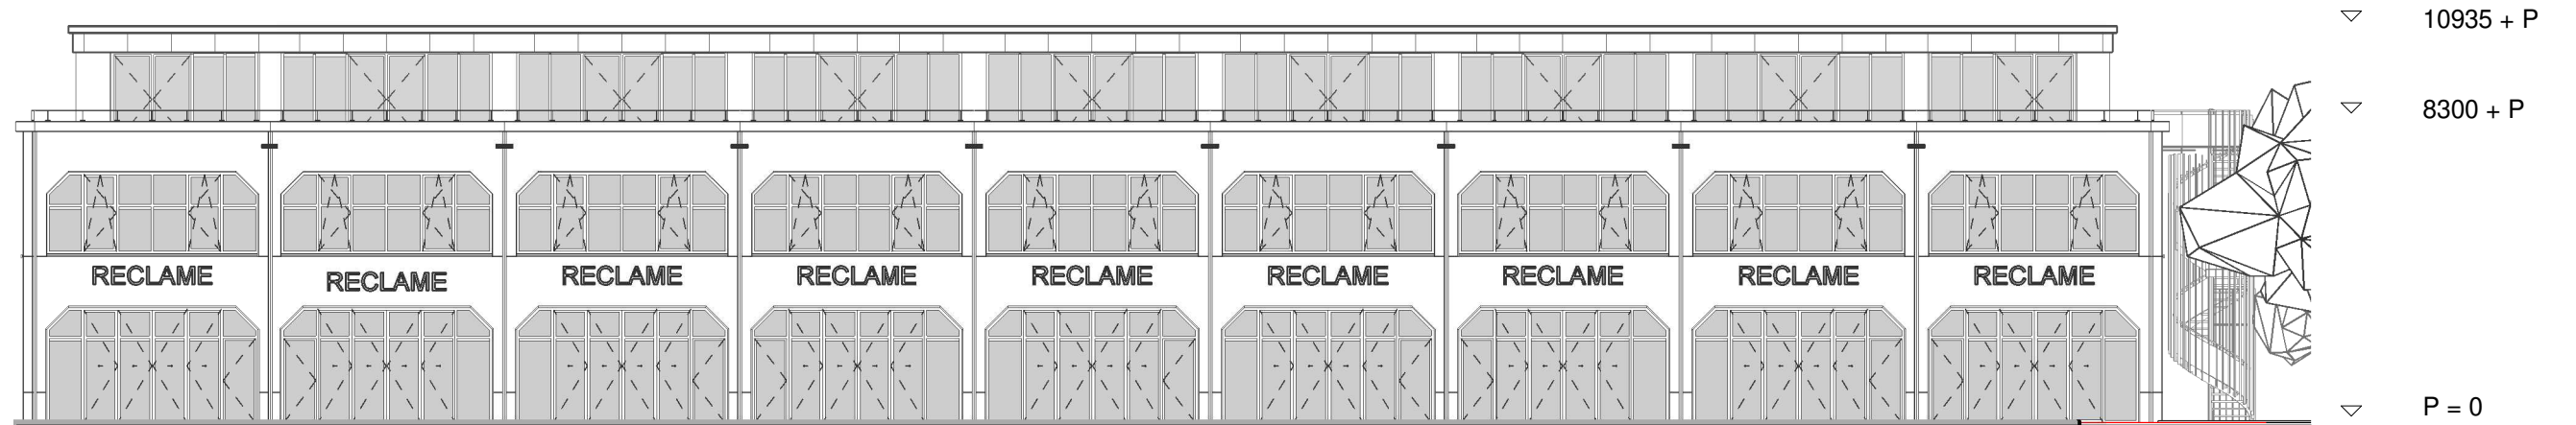 10935 + P
8300 + P
RECLAME RECLAME RECLAME RECLAME RECLAME RECLAME RECLAME RECLAME RECLAME
P = 0